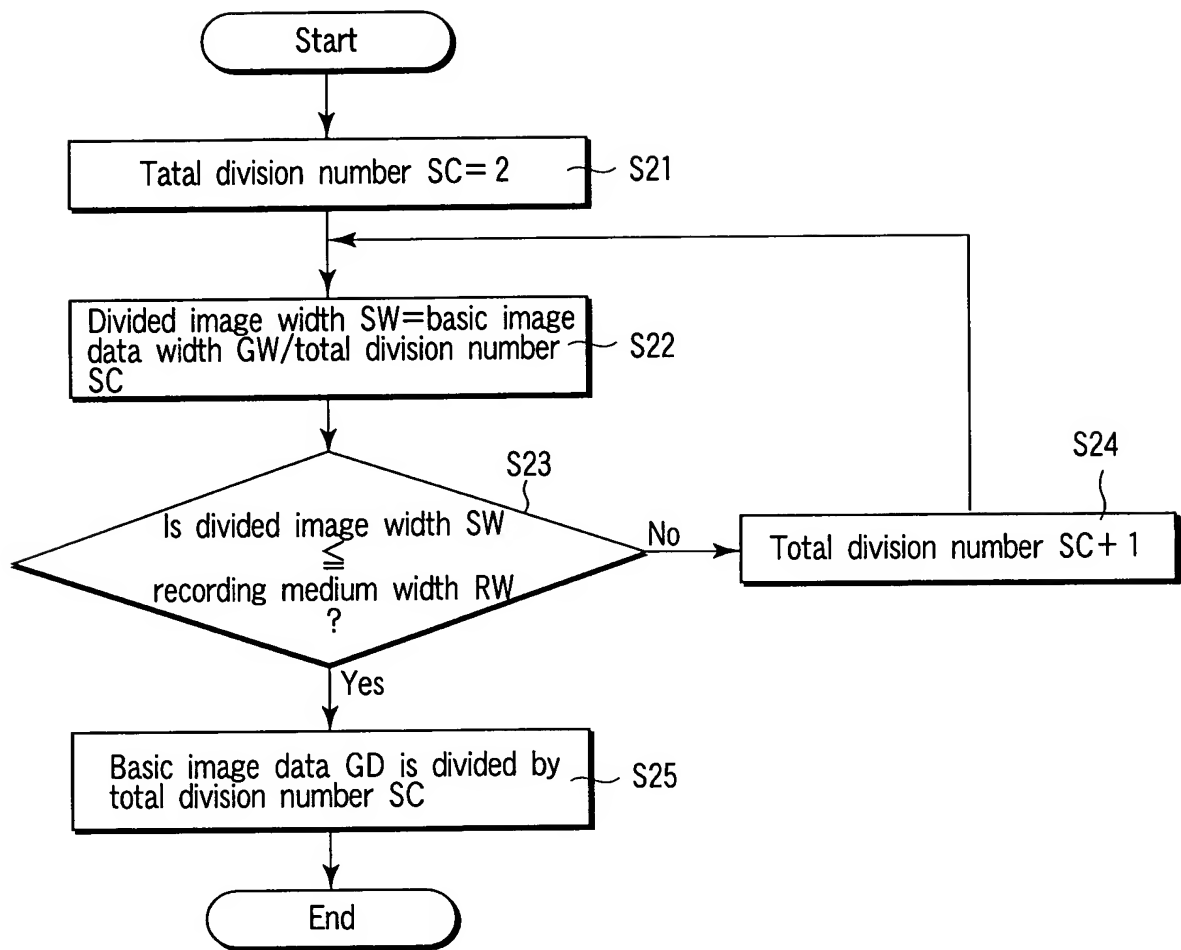 Start
Tatal division number SC=2
S21
Divided image width SW=basic image
data width GW/total division number
SC
S22
S23
Is divided image width SW
≦
recording medium width RW
?
No
S24
Total division number SC+1
Yes
Basic image data GD is divided by
total division number SC
S25
End